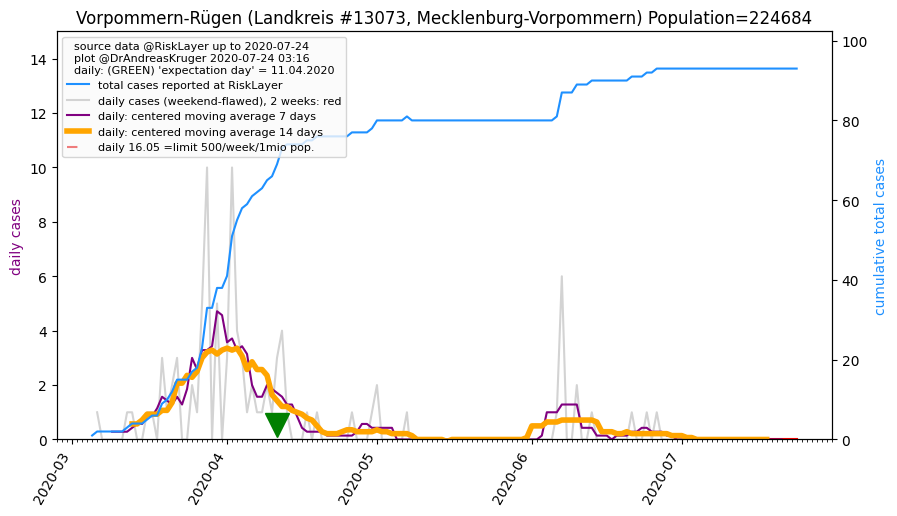 Vorpommern-Rügen (Landkreis #13073, Mecklenburg-Vorpommern) Population=224684
source data @RiskLayer up to 2020-07-24
plot @DrAndreasKruger 2020-07-24 03:16
daily: (GREEN) 'expectation day' = 11.04.2020
total cases reported at RiskLayer
daily cases (weekend-flawed), 2 weeks: red
daily: centered moving average 7 days
daily: centered moving average 14 days
daily 16.05 =limit 500/week/1mio pop.
daily cases
14
12
10
8
6
4
2
0
cumulative total cases
100
80
60
40
20
0
2020-03
2020-04
2020-05
2020-06
2020-07